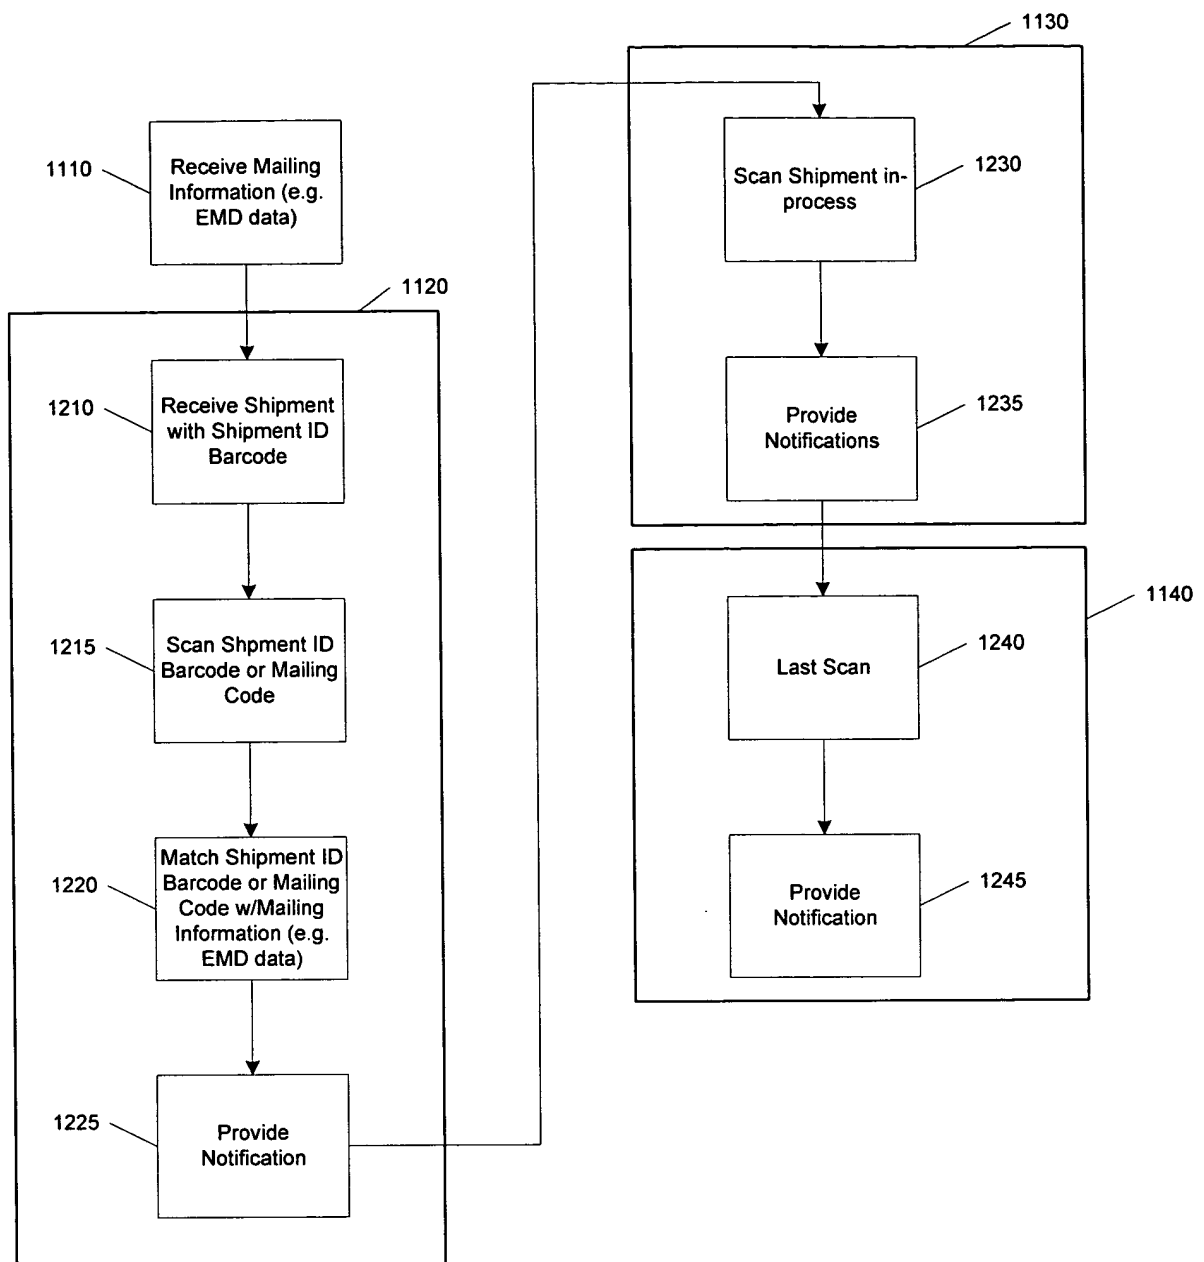 1110
Receive Mailing
Information (e.g.
EMD data)
1120
1210
Receive Shipment
with Shipment ID
Barcode
1215
Scan Shpment ID
Barcode or Mailing
Code
1220
Match Shipment ID
Barcode or Mailing
Code w/Mailing
Information (e.g.
EMD data)
1225
Provide
Notification
1130
Scan Shipment in-
process
1230
Provide
Notifications
1235
1140
Last Scan
1240
Provide
Notification
1245